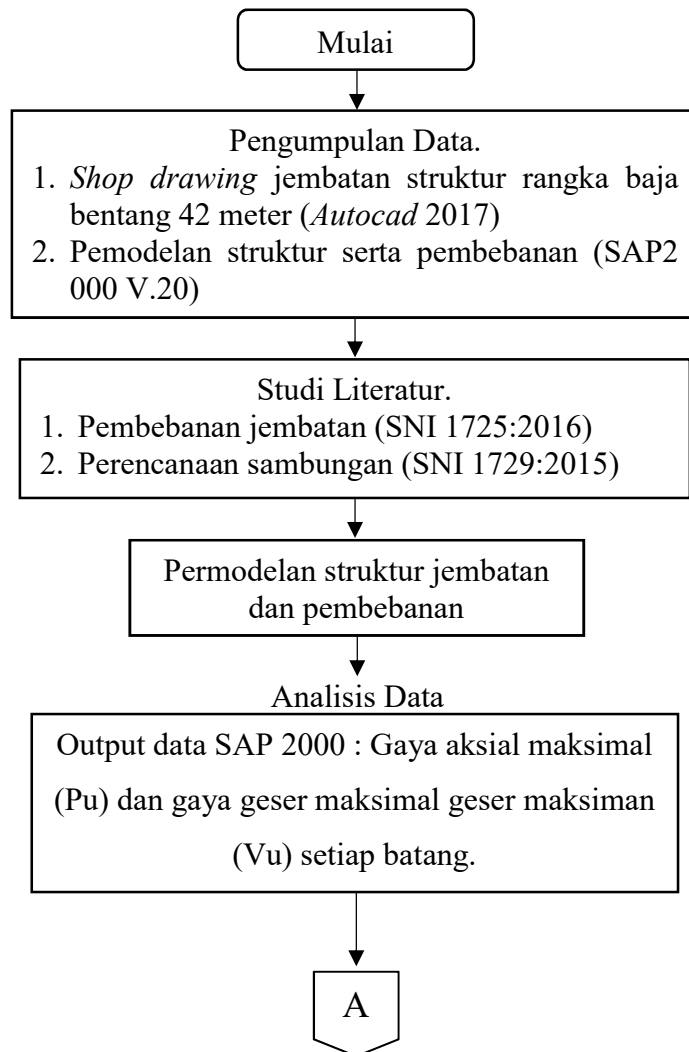 Mulai
Pengumpulan Data.
1. Shop drawing jembatan struktur rangka baja
bentang 42 meter (Autocad 2017)
2. Pemodelan struktur serta pembebanan (SAP2
000 V.20)
Studi Literatur.
1. Pembebanan jembatan (SNI 1725:2016)
2. Perencanaan sambungan (SNI 1729:2015)
Permodelan struktur jembatan
dan pembebanan
Analisis Data
Output data SAP 2000 : Gaya aksial maksimal
(Pu) dan gaya geser maksimal geser maksiman
(Vu) setiap batang.
A